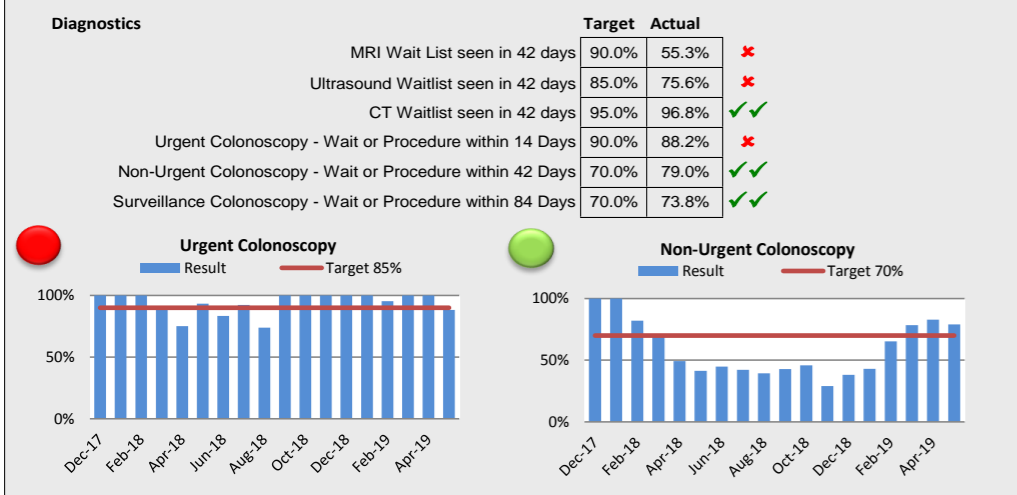 Diagnostics Target Actual
MRI Wait List seen in 42 days 90.0% 55.3% ✖
Ultrasound Waitlist seen in 42 days 85.0% 75.6% ✖
CT Waitlist seen in 42 days 95.0% 96.8% ✓✓
Urgent Colonoscopy - Wait or Procedure within 14 Days 90.0% 88.2% ✖
Non-Urgent Colonoscopy - Wait or Procedure within 42 Days 70.0% 79.0% ✓✓
Surveillance Colonoscopy - Wait or Procedure within 84 Days 70.0% 73.8% ✓✓
Urgent Colonoscopy
Result Target 85%
100%
50%
0%
Dec-17 Feb-18 Apr-18 Jun-18 Aug-18 Oct-18 Dec-18 Feb-19 Apr-19
Non-Urgent Colonoscopy
Result Target 70%
100%
50%
0%
Dec-17 Feb-18 Apr-18 Jun-18 Aug-18 Oct-18 Dec-18 Feb-19 Apr-19